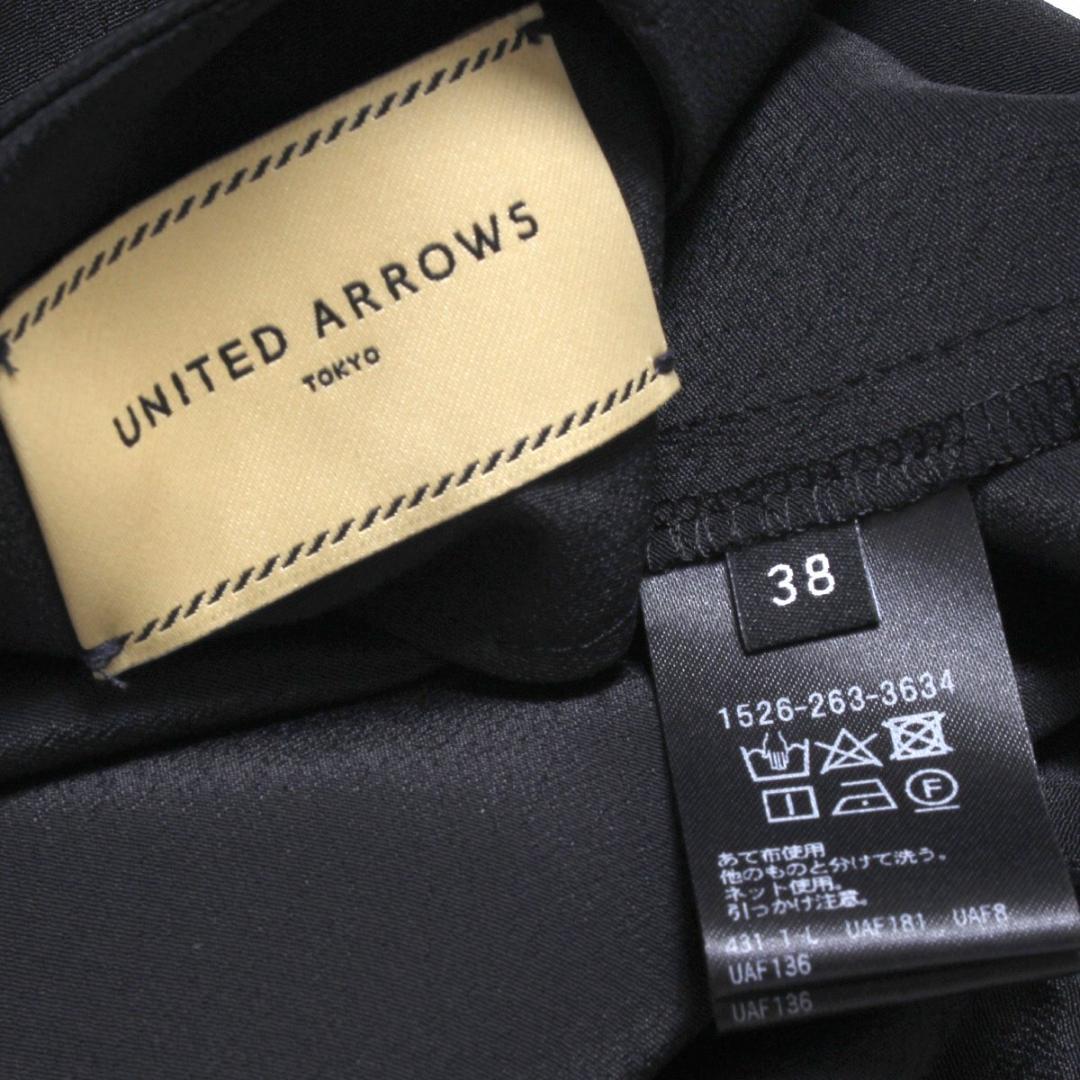 UNITED ARROWS
TOKYO
38
1526-263-3634
F
あて布使用
他のものと分けて洗う。
ネット使用。
引っかけ注意。
431 1-L UAF181 UAF8
UAF136
UAF136